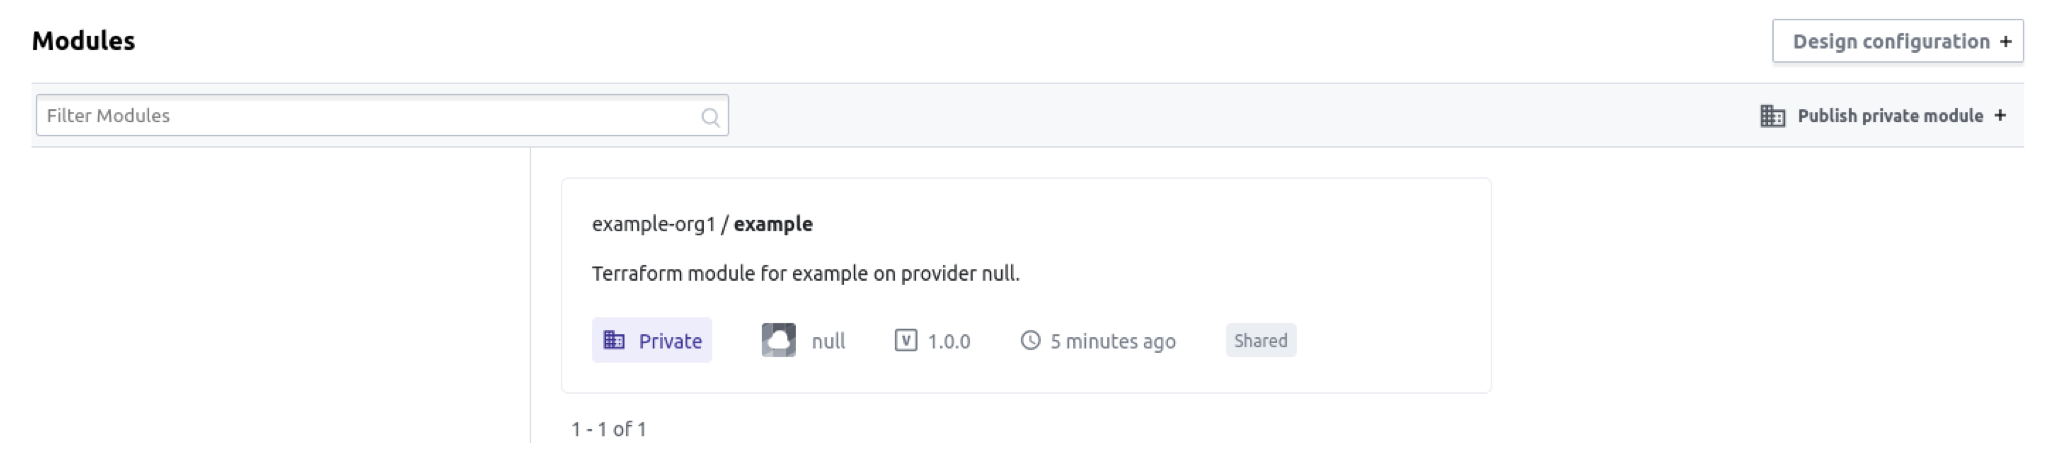 Modules
Design configuration +
Filter Modules
Publish private module +
example-org1 / example
Terraform module for example on provider null.
Private null V 1.0.0 5 minutes ago Shared
1 - 1 of 1